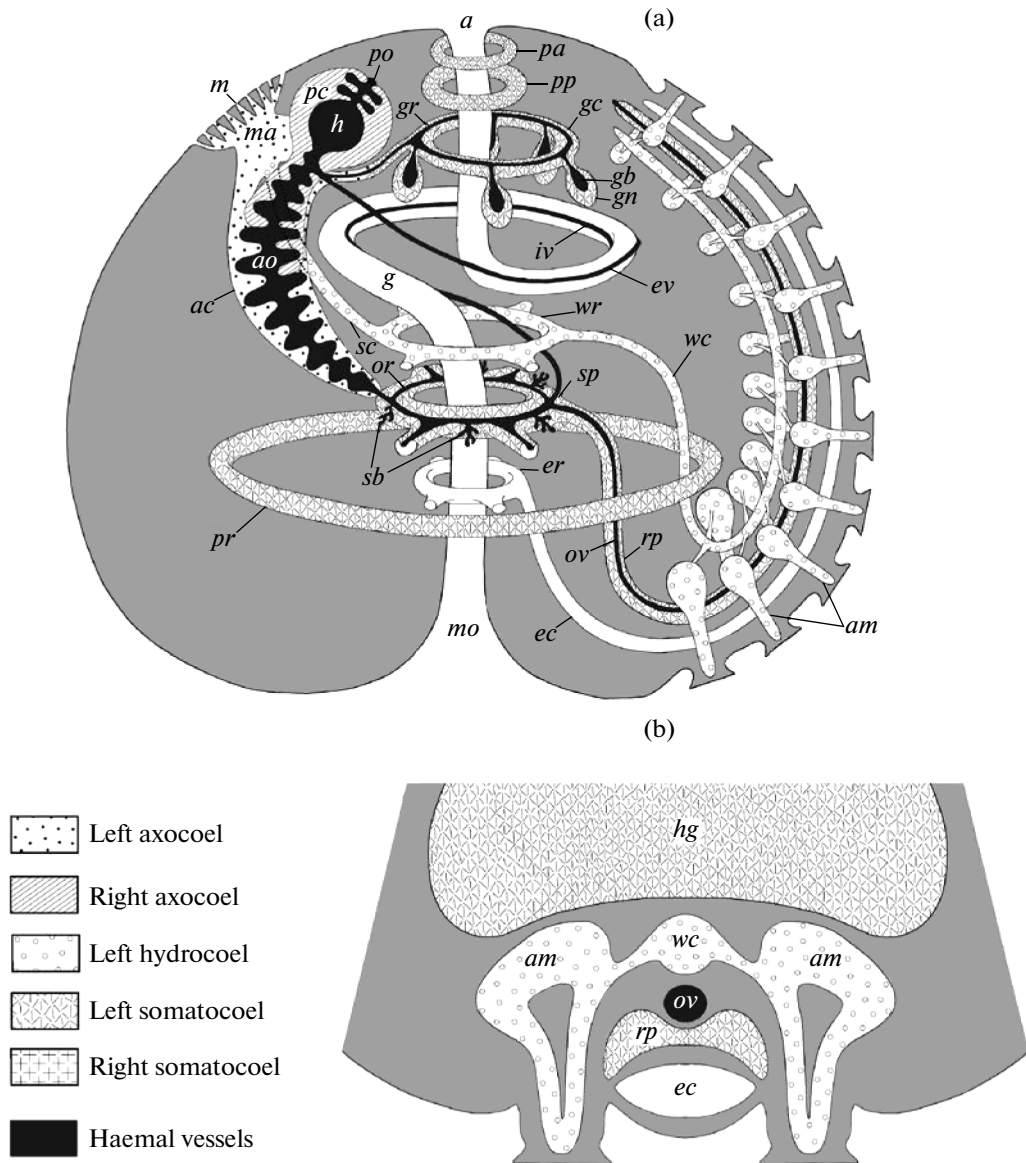 (a)
a
po
pa
m
pc
pp
gr
gc
h
ma
gb
gn
iv
ao
g
ev
ac
wr
sc
wc
or
sp
sb
er
pr
ov
rp
mo
ec
am
(b)
hg
Left axocoel
Right axocoel
wc
Left hydrocoel
am
am
ov
Left somatocoel
rp
Right somatocoel
ec
Haemal vessels